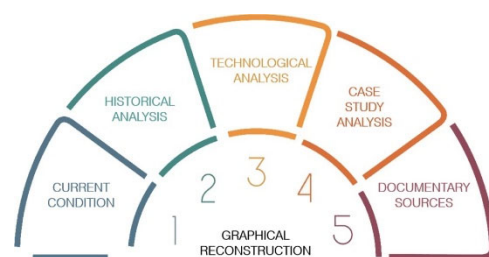 TECHNOLOGICAL
ANALYSIS
HISTORICAL
ANALYSIS
CASE
STUDY
ANALYSIS
CURRENT
CONDITION
DOCUMENTARY
SOURCES
1
2
3
4
5
GRAPHICAL
RECONSTRUCTION